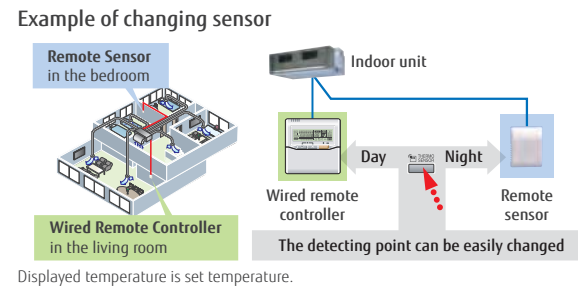 Example of changing sensor
Remote Sensor
in the bedroom
Wired Remote Controller
in the living room
Indoor unit
Day
Night
Wired remote
controller
Remote
sensor
The detecting point can be easily changed
Displayed temperature is set temperature.